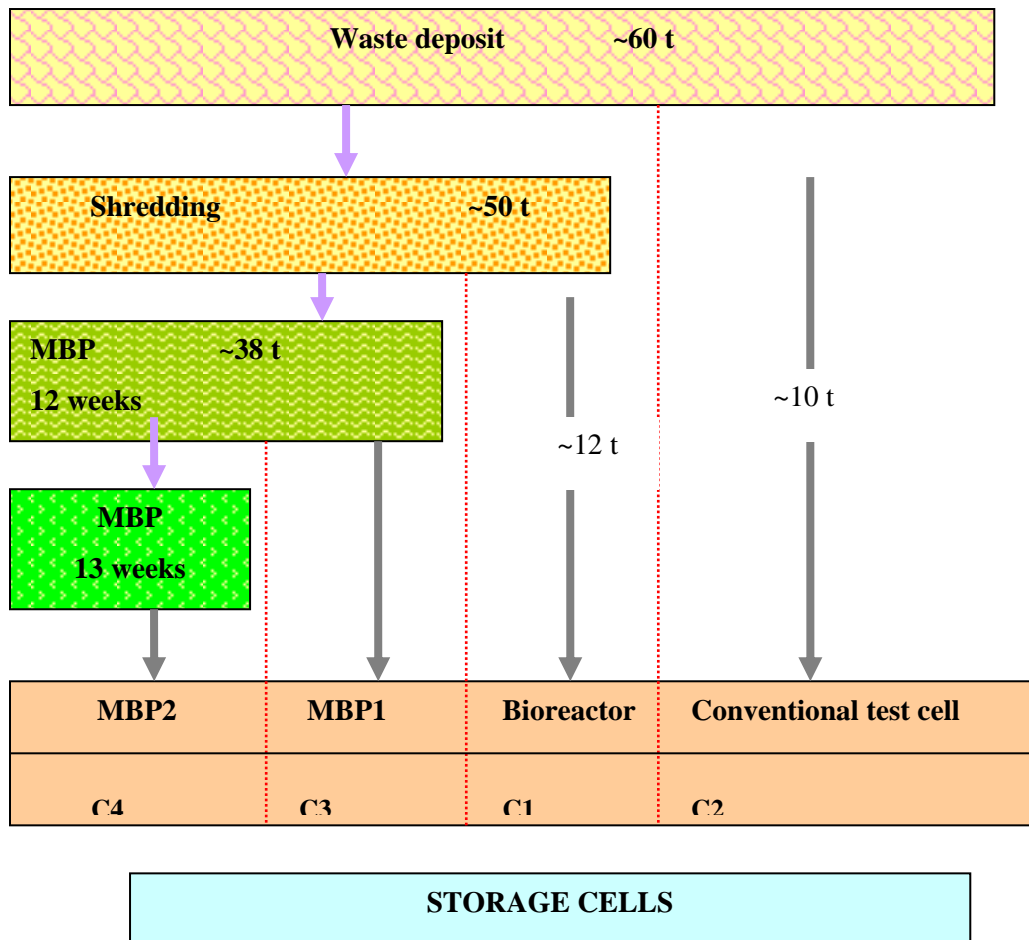 Waste deposit ~60 t
Shredding ~50 t
MBP ~38 t
12 weeks
~10 t
~12 t
MBP
13 weeks
MBP2 MBP1 Bioreactor Conventional test cell
C4 C3 C1 C2
STORAGE CELLS